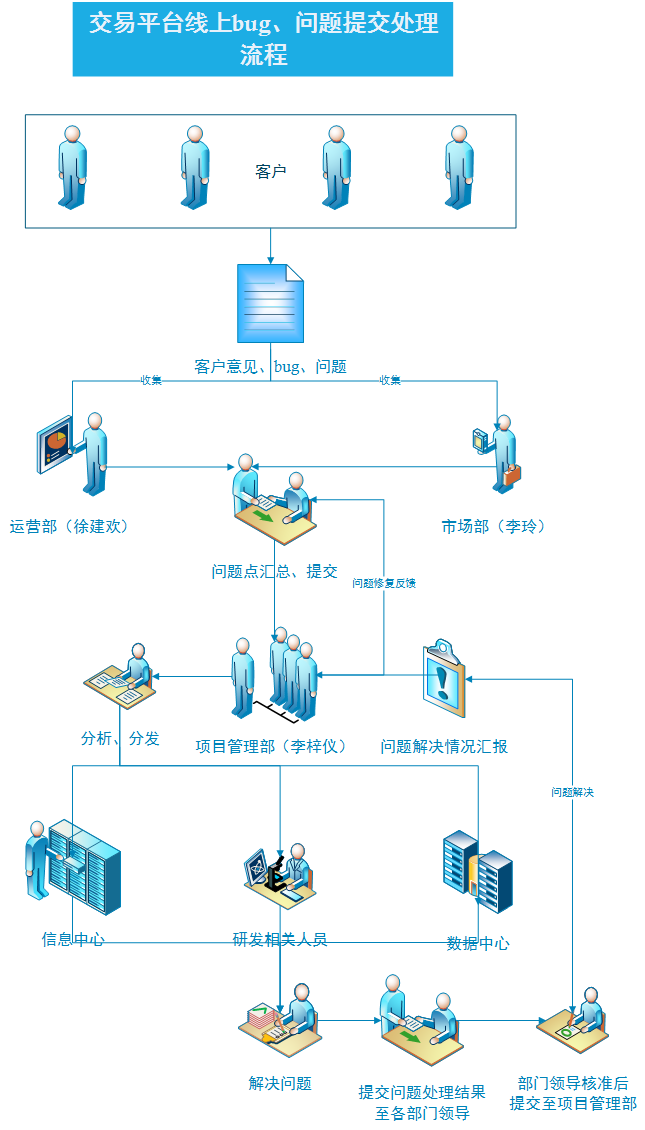 交易平台线上bug、问题提交处理
流程
客户
客户意见、bug、问题
收集
收集
运营部（徐建欢）
市场部（李玲）
问题点汇总、提交
问题修复反馈
分析、分发
项目管理部（李梓仪）
问题解决情况汇报
问题解决
信息中心
研发相关人员
数据中心
解决问题
提交问题处理结果
至各部门领导
部门领导核准后
提交至项目管理部